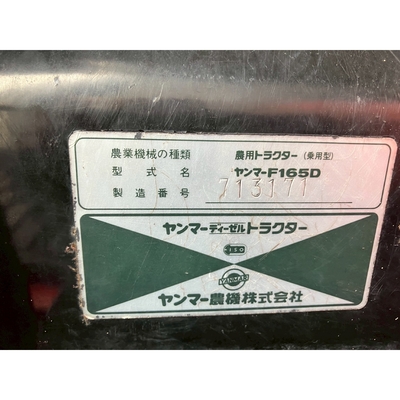 農業機械の種類 農用トラクター (乗用型)
型式名 ヤンマーF165D
製造番号 713171
ヤンマーディーゼルトラクター
ISO
YANMAR
ヤンマー農機株式会社